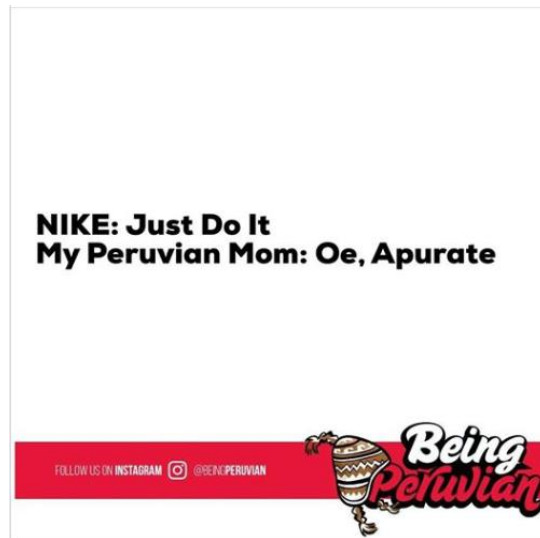 NIKE: Just Do It
My Peruvian Mom: Oe, Apurate
FOLLOW US ON INSTAGRAM @BEINGPERUVIAN
Being
Peruvian